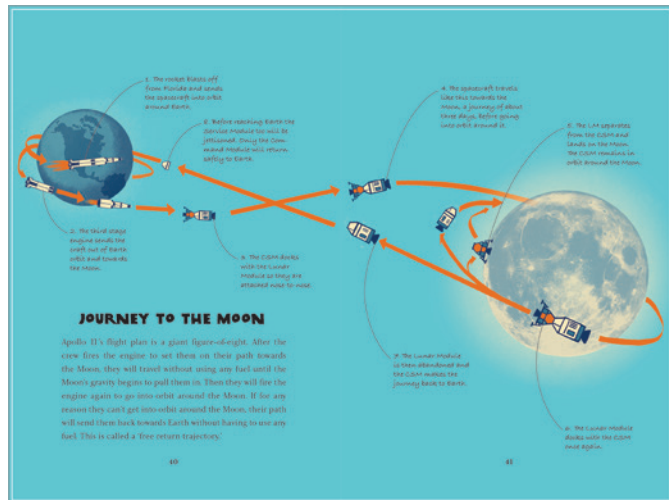 1. The rocket blasts off
from Florida and sends
the spacecraft into orbit
around Earth.
8. Before reaching Earth the
Service Module too will be
jettisoned. Only the Com-
mand Module will return
safely to Earth.
4. The spacecraft travels
like this towards the
Moon, a journey of about
three days, before going
into orbit around it.
5. The LM separates
from the CSM and
lands on the Moon.
The CSM remains in
orbit around the Moon.
2. The third stage
engine sends the
craft out of Earth
orbit and towards
the Moon.
3. The CSM docks
with the Lunar
Module so they are
attached nose to nose.
JOURNEY TO THE MOON
Apollo 11's flight plan is a giant figure-of-eight. After the
crew fires the engine to set them on their path towards
the Moon, they will travel without using any fuel until the
Moon's gravity begins to pull them in. Then they will fire the
engine again to go into orbit around the Moon. If for any
reason they can't get into orbit around the Moon, their path
will send them back towards Earth without having to use any
fuel. This is called a 'free return trajectory.'
7. The Lunar Module
is then abandoned and
the CSM makes the
journey back to Earth.
6. The Lunar Module
docks with the CSM
once again.
40
41